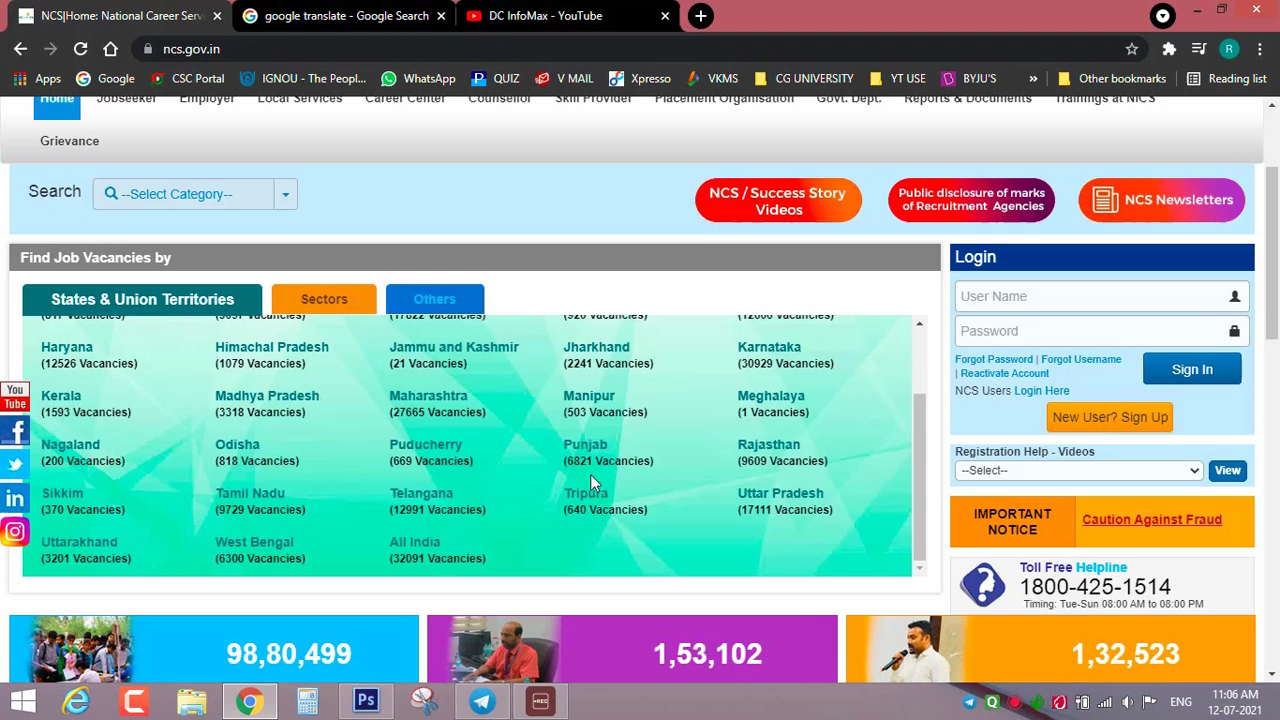 NCS|Home: National Career Serv
google translate - Google Search
DC InfoMax - YouTube
ncs.gov.in
R
Apps
Google
CSC Portal
IGNOU - The Peopl...
WhatsApp
QUIZ
V MAIL
Xpresso
VKMS
CG UNIVERSITY
YT USE
BYJU'S
»
Other bookmarks
Reading list
Home
Jobseeker
Employer
Local Services
Career Center
Counsellor
Skill Provider
Placement Organisation
Govt. Dept.
Reports & Documents
Trainings at NICS
Grievance
Search
--Select Category--
NCS / Success Story
Videos
Public disclosure of marks
of Recruitment Agencies
NCS Newsletters
Find Job Vacancies by
States & Union Territories
Sectors
Others
(17822 Vacancies)
(920 Vacancies)
(12666 Vacancies)
Haryana
(12526 Vacancies)
Himachal Pradesh
(1079 Vacancies)
Jammu and Kashmir
(21 Vacancies)
Jharkhand
(2241 Vacancies)
Karnataka
(30929 Vacancies)
Kerala
(1593 Vacancies)
Madhya Pradesh
(3318 Vacancies)
Maharashtra
(27665 Vacancies)
Manipur
(503 Vacancies)
Meghalaya
(1 Vacancies)
Nagaland
(200 Vacancies)
Odisha
(818 Vacancies)
Puducherry
(669 Vacancies)
Punjab
(6821 Vacancies)
Rajasthan
(9609 Vacancies)
Sikkim
(370 Vacancies)
Tamil Nadu
(9729 Vacancies)
Telangana
(12991 Vacancies)
Tripura
(640 Vacancies)
Uttar Pradesh
(17111 Vacancies)
Uttarakhand
(3201 Vacancies)
West Bengal
(6300 Vacancies)
All India
(32091 Vacancies)
Login
User Name
Password
Forgot Password | Forgot Username
| Reactivate Account
NCS Users Login Here
Sign In
New User? Sign Up
Registration Help - Videos
--Select--
View
IMPORTANT
NOTICE
Caution Against Fraud
Toll Free Helpline
1800-425-1514
Timing: Tue-Sun 08:00 AM to 08:00 PM
You
Tube
98,80,499
1,53,102
1,32,523
Ps
REC
ENG
11:06 AM
12-07-2021